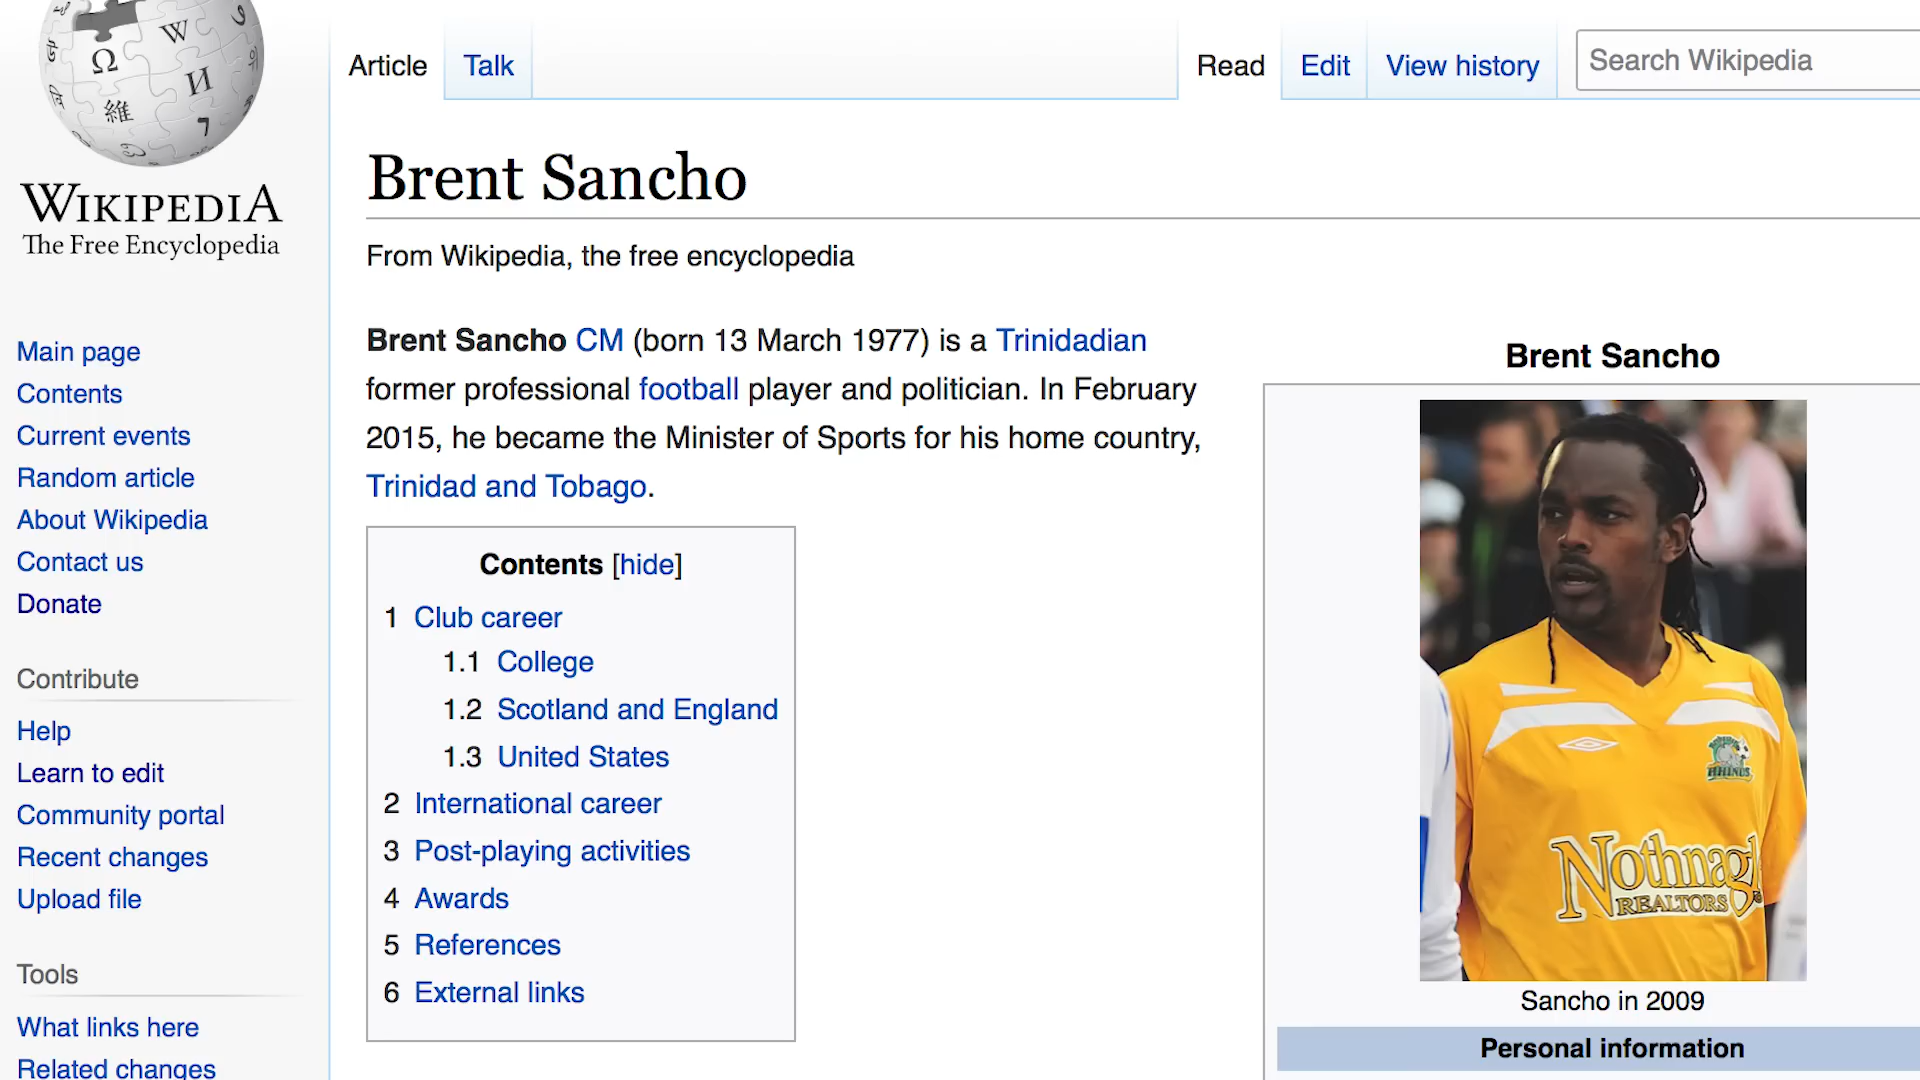 Article
Talk
Read
Edit
View history
Search Wikipedia
WIKIPEDIA
The Free Encyclopedia
Main page
Contents
Current events
Random article
About Wikipedia
Contact us
Donate
Contribute
Help
Learn to edit
Community portal
Recent changes
Upload file
Tools
What links here
Related changes
Brent Sancho
From Wikipedia, the free encyclopedia
Brent Sancho CM (born 13 March 1977) is a Trinidadian
former professional football player and politician. In February
2015, he became the Minister of Sports for his home country,
Trinidad and Tobago.
Contents [hide]
1 Club career
1.1 College
1.2 Scotland and England
1.3 United States
2 International career
3 Post-playing activities
4 Awards
5 References
6 External links
Brent Sancho
RHINOS
Nothnagl
REALTORS
Sancho in 2009
Personal information